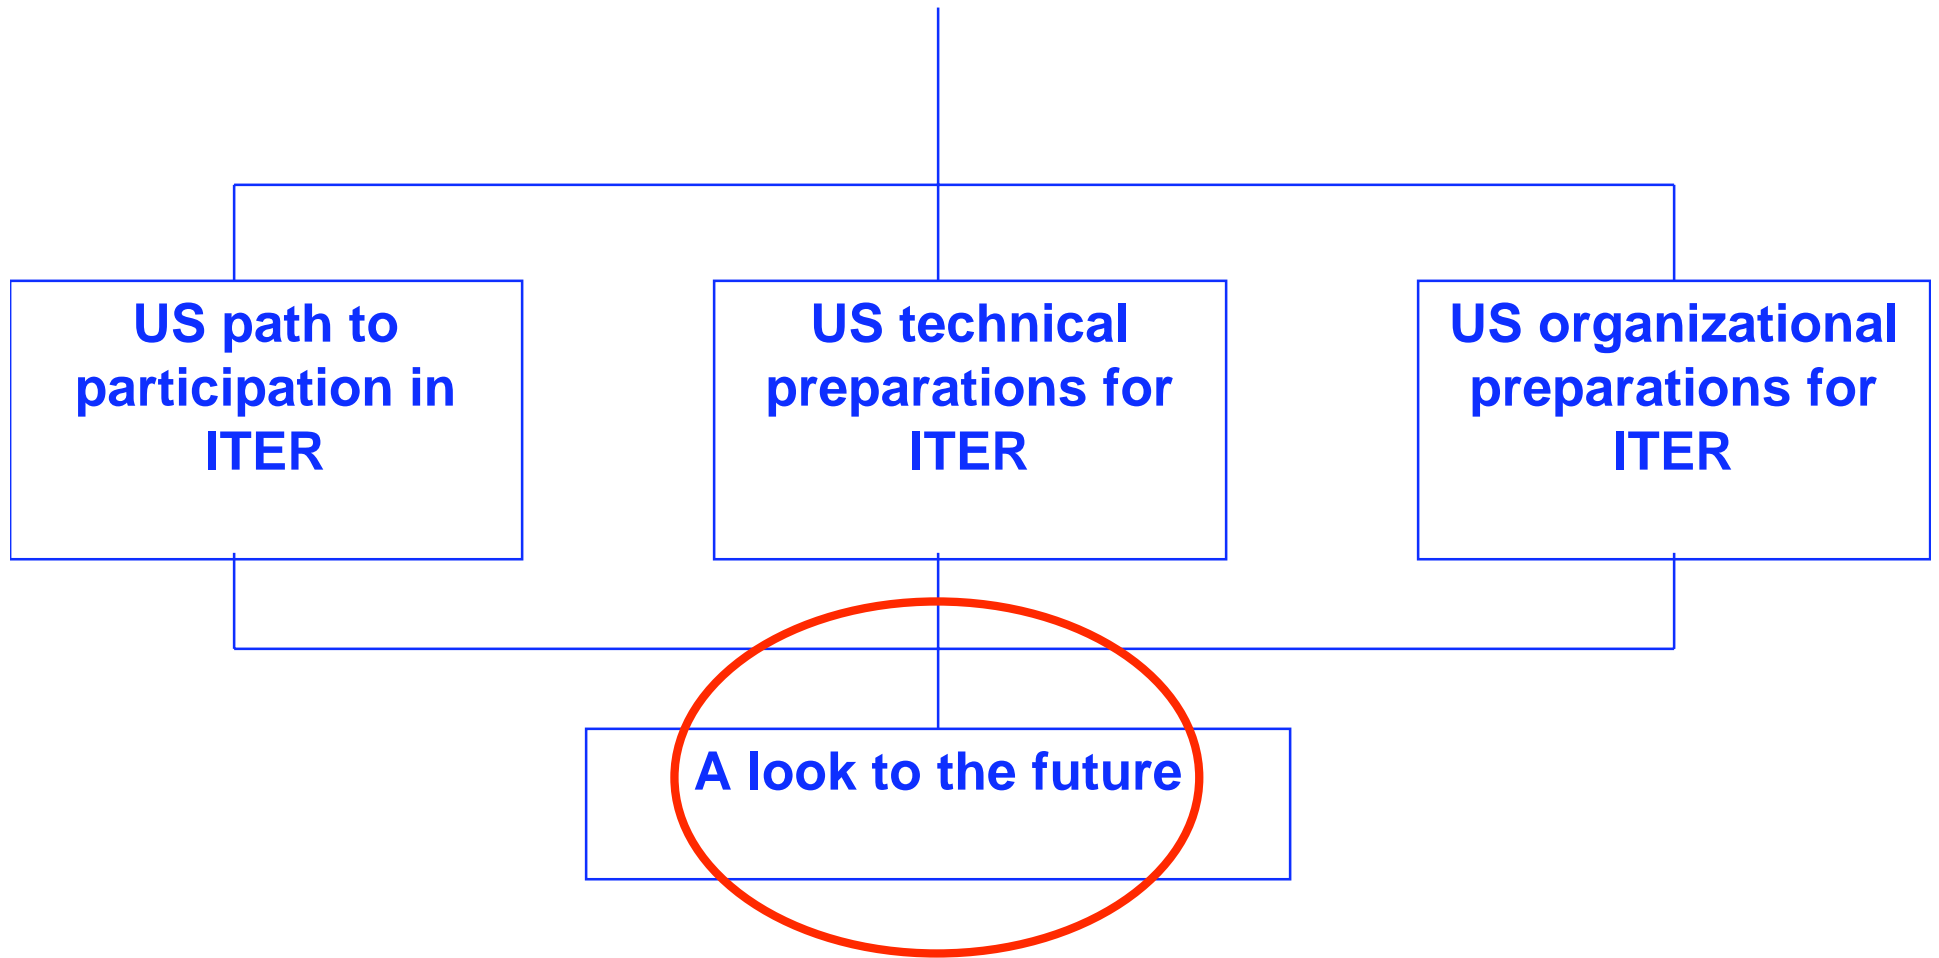 US path to
participation in
ITER
US technical
preparations for
ITER
US organizational
preparations for
ITER
A look to the future